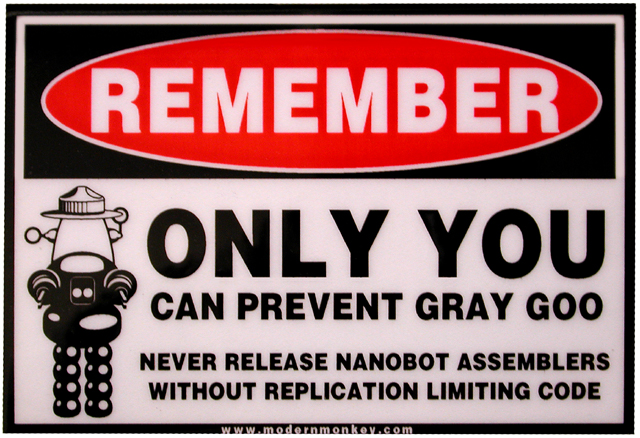 REMEMBER
ONLY YOU
CAN PREVENT GRAY GOO
NEVER RELEASE NANOBOT ASSEMBLERS
WITHOUT REPLICATION LIMITING CODE
www.modernmonkey.com